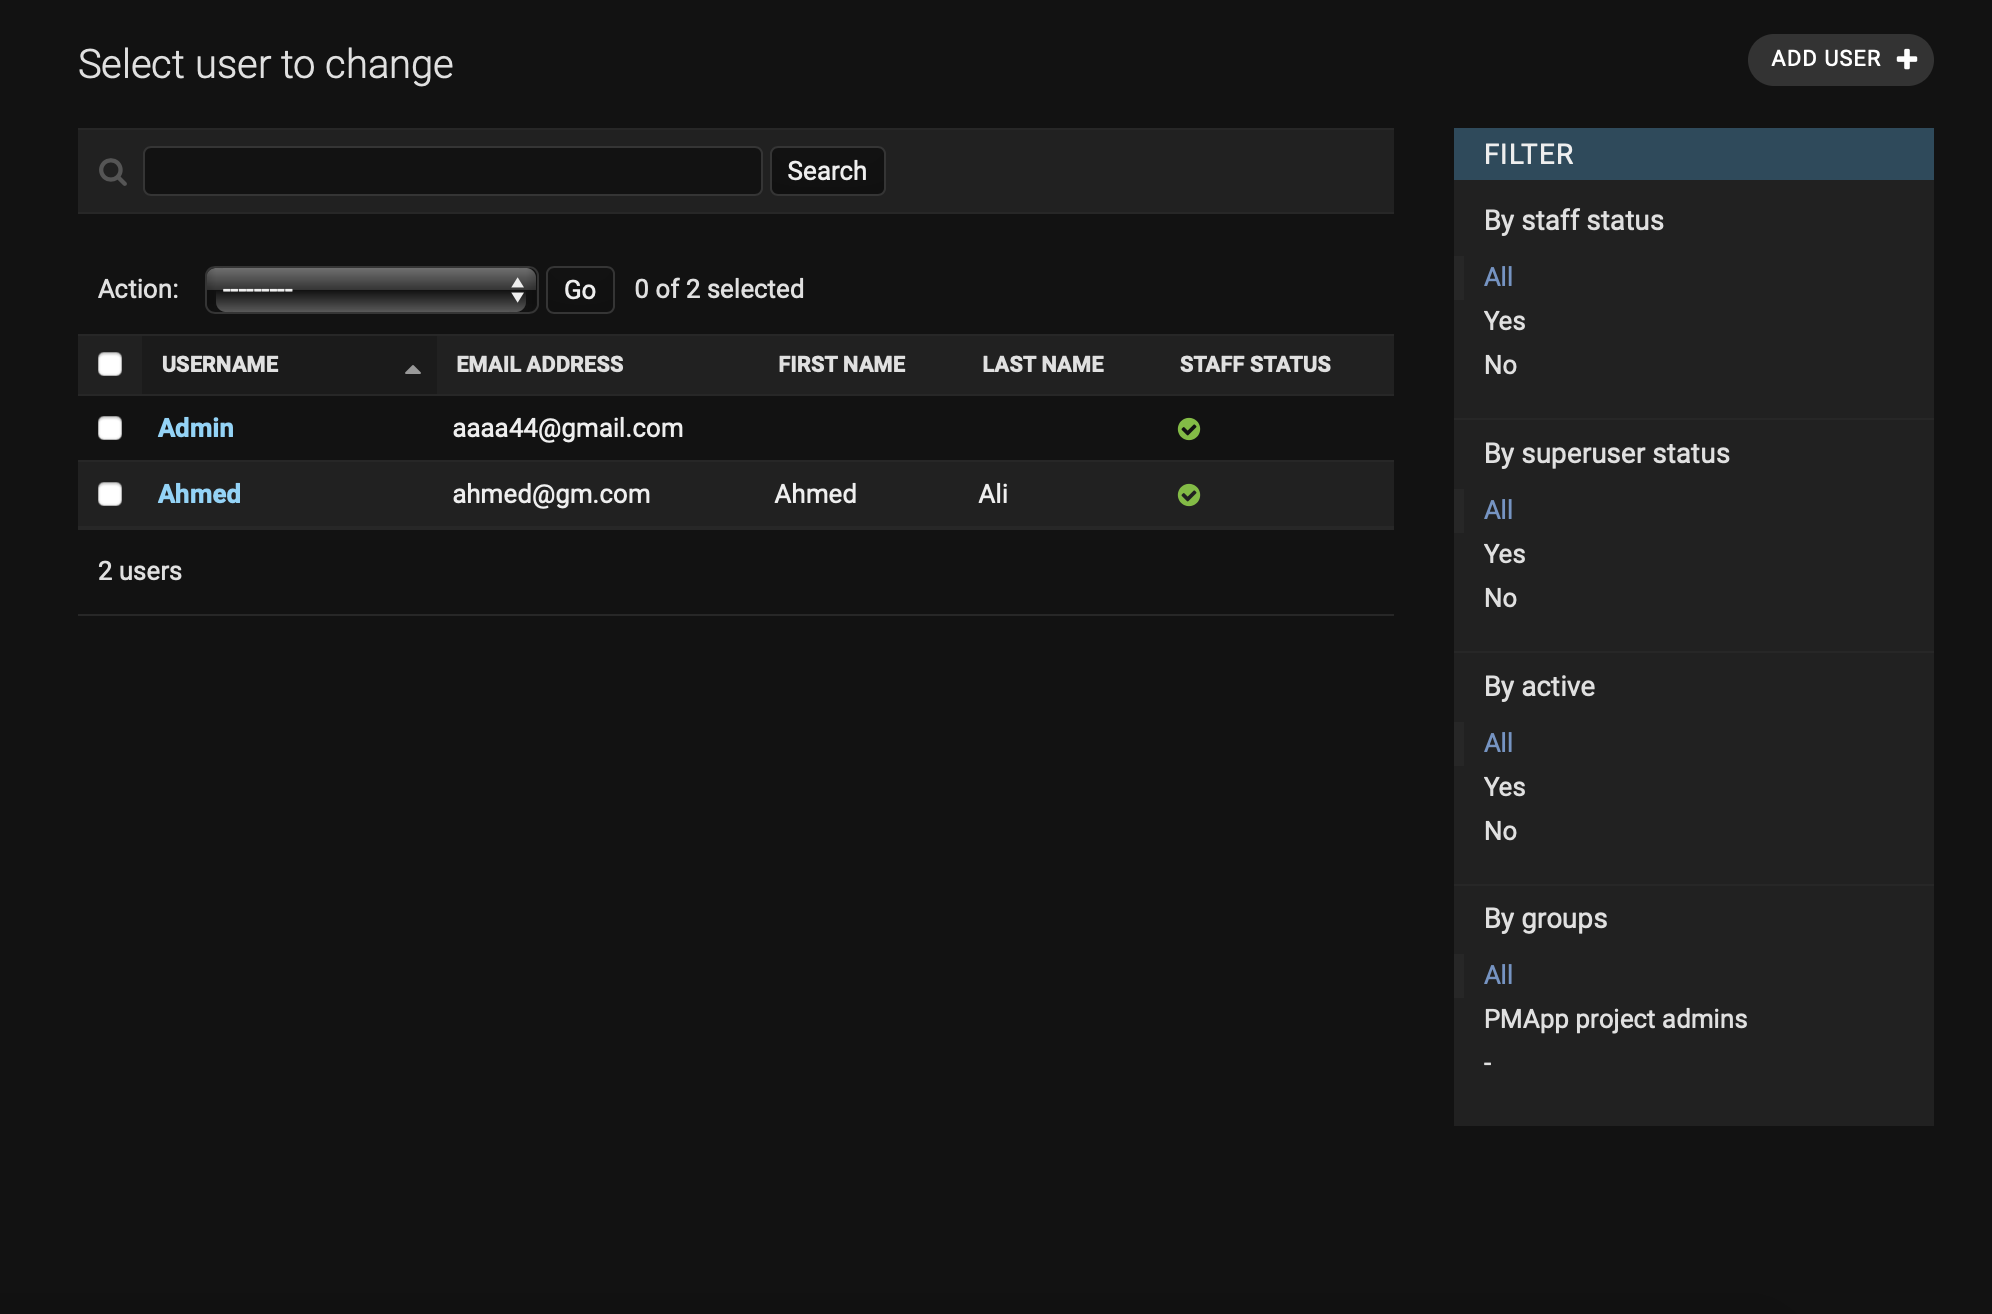 Select user to change
ADD USER
Search
Action: --------- Go 0 of 2 selected
USERNAME EMAIL ADDRESS FIRST NAME LAST NAME STAFF STATUS
Admin aaaa44@gmail.com
Ahmed ahmed@gm.com Ahmed Ali
2 users
FILTER
By staff status
All
Yes
No
By superuser status
All
Yes
No
By active
All
Yes
No
By groups
All
PMApp project admins
-